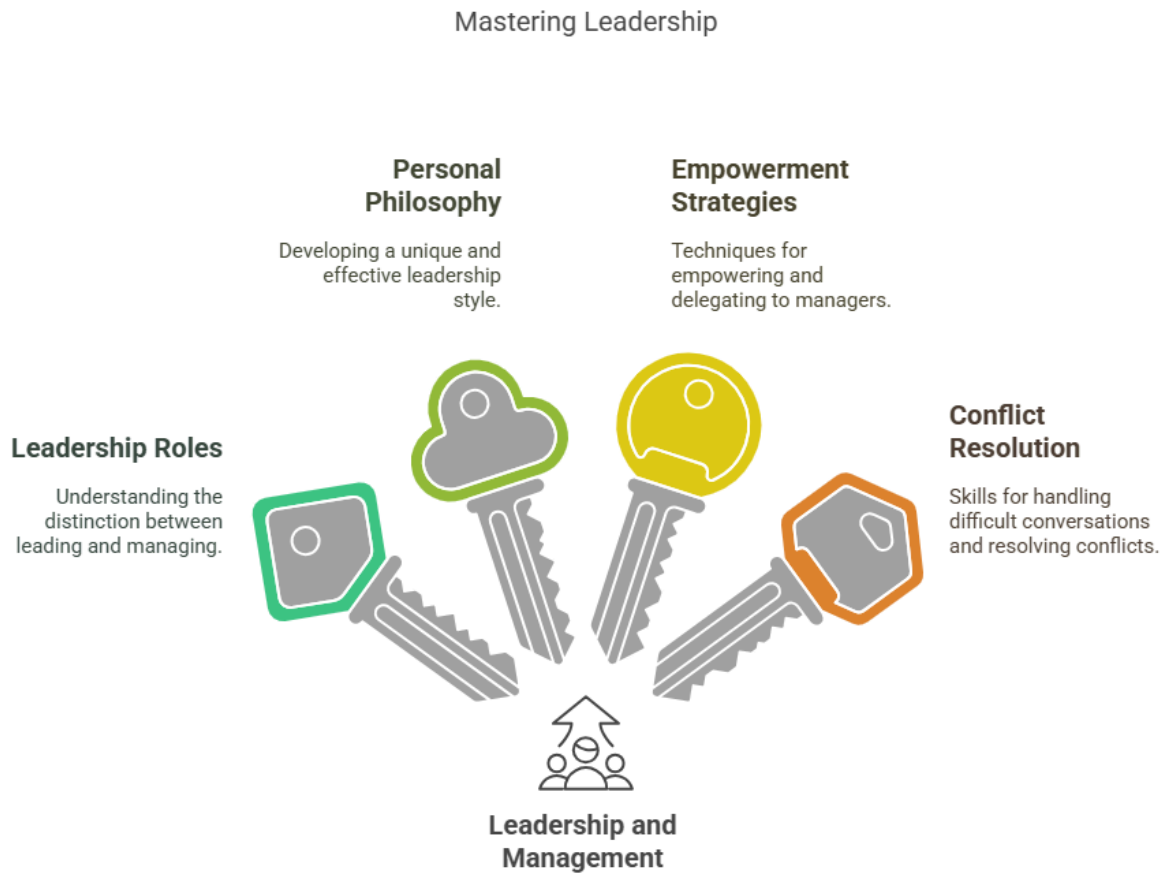 Mastering Leadership
Personal
Philosophy
Developing a unique and
effective leadership
style.
Empowerment
Strategies
Techniques for
empowering and
delegating to managers.
Leadership Roles
Understanding the
distinction between
leading and managing.
Conflict
Resolution
Skills for handling
difficult conversations
and resolving conflicts.
Leadership and
Management